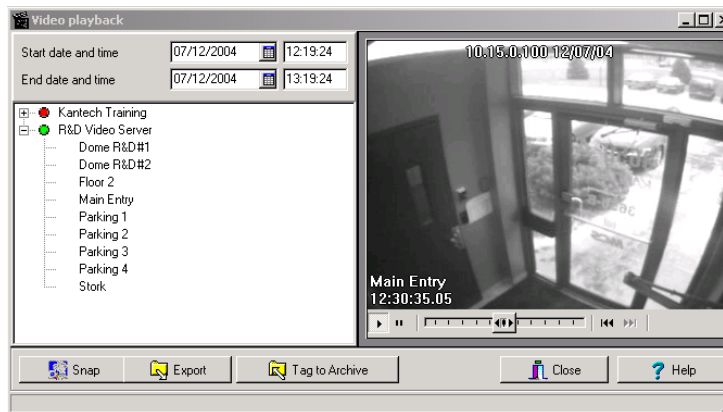 Video playback
Start date and time 07/12/2004 12:19:24
End date and time 07/12/2004 13:19:24
Kantech Training
R&D Video Server
Dome R&D#1
Dome R&D#2
Floor 2
Main Entry
Parking 1
Parking 2
Parking 3
Parking 4
Stork
10.15.0.100 12/07/04
Main Entry
12:30:35.05
Snap Export Tag to Archive Close Help